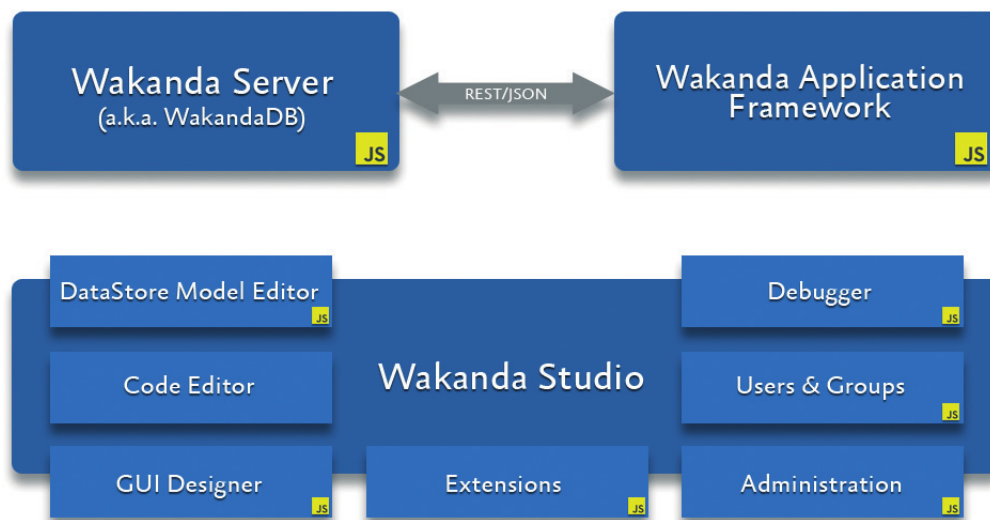 Wakanda Server
(a.k.a. WakandaDB)
JS
REST/JSON
Wakanda Application
Framework
JS
DataStore Model Editor
JS
Debugger
JS
Code Editor
Wakanda Studio
Users & Groups
JS
GUI Designer
JS
Extensions
JS
Administration
JS